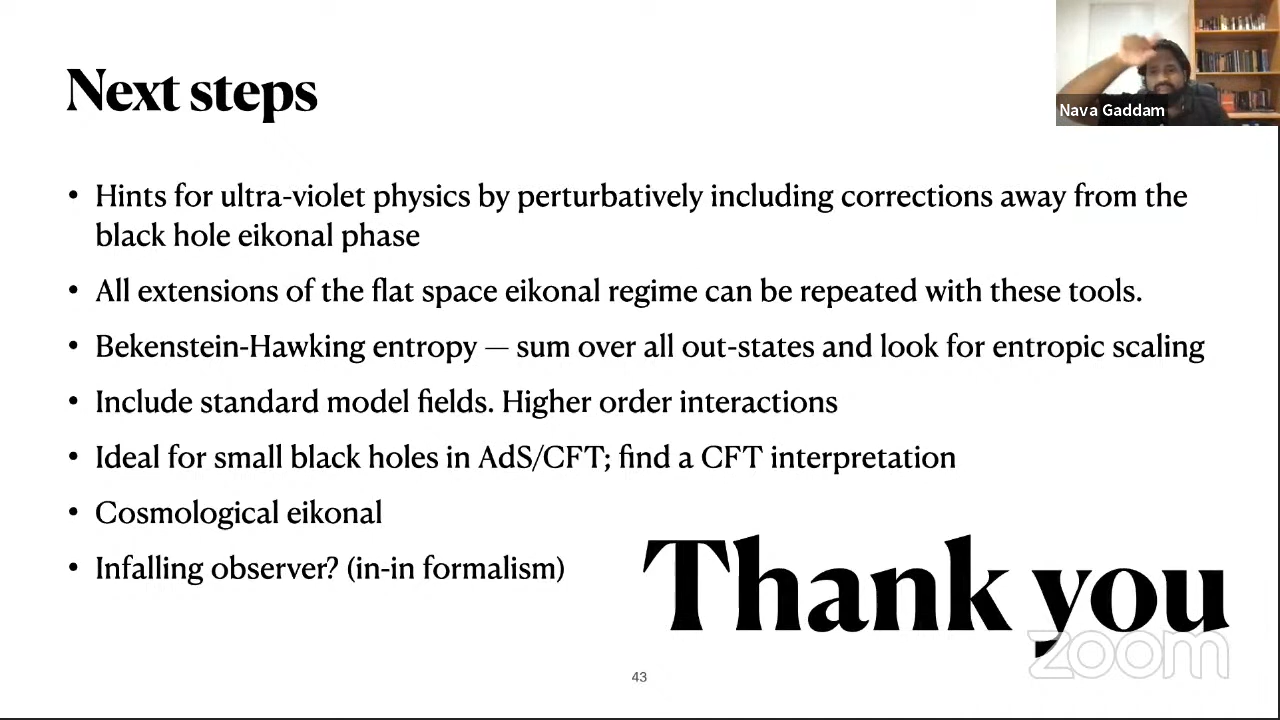 Next steps
Nava Gaddam
• Hints for ultra-violet physics by perturbatively including corrections away from the
black hole eikonal phase
• All extensions of the flat space eikonal regime can be repeated with these tools.
• Bekenstein-Hawking entropy — sum over all out-states and look for entropic scaling
• Include standard model fields. Higher order interactions
• Ideal for small black holes in AdS/CFT; find a CFT interpretation
• Cosmological eikonal
• Infalling observer? (in-in formalism)
Thank you
zoom
43